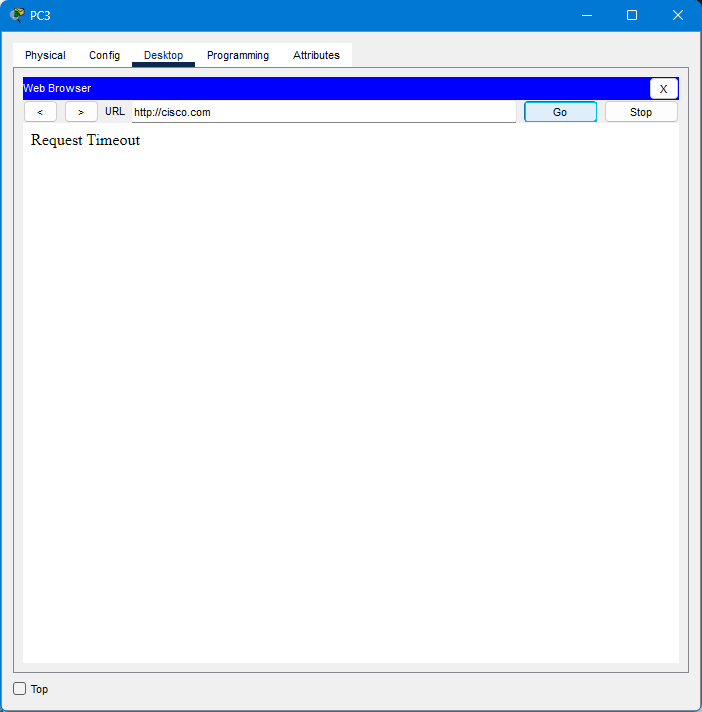 PC3
Physical Config Desktop Programming Attributes
Web Browser X
< > URL http://cisco.com Go Stop
Request Timeout
Top